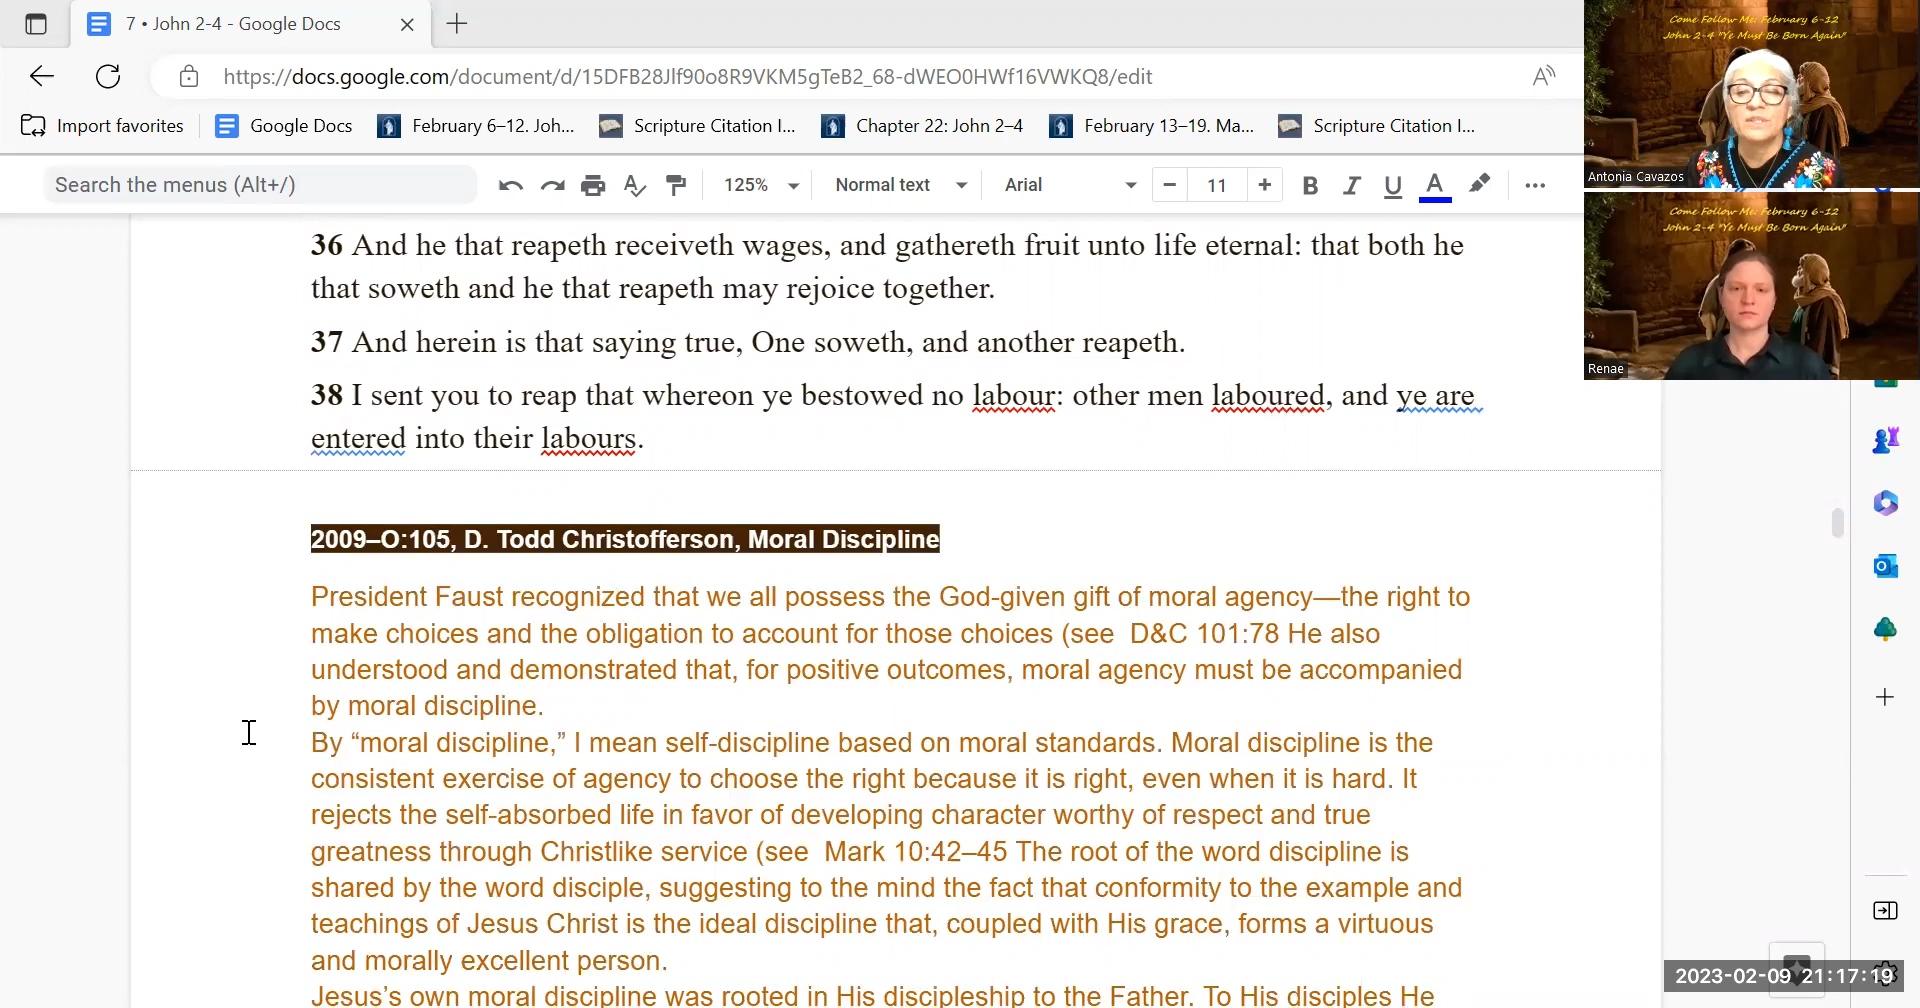 7 • John 2-4 - Google Docs
https://docs.google.com/document/d/15DFB28Jlf90o8R9VKM5gTeB2_68-dWEO0HWf16VWKQ8/edit
Import favorites
Google Docs
February 6–12. Joh...
Scripture Citation I...
Chapter 22: John 2–4
February 13–19. Ma...
Scripture Citation I...
Search the menus (Alt+/)
125%
Normal text
Arial
11
36 And he that reapeth receiveth wages, and gathereth fruit unto life eternal: that both he
that soweth and he that reapeth may rejoice together.
37 And herein is that saying true, One soweth, and another reapeth.
38 I sent you to reap that whereon ye bestowed no labour: other men laboured, and ye are
entered into their labours.
2009–O:105, D. Todd Christofferson, Moral Discipline
President Faust recognized that we all possess the God-given gift of moral agency—the right to
make choices and the obligation to account for those choices (see  D&C 101:78 He also
understood and demonstrated that, for positive outcomes, moral agency must be accompanied
by moral discipline.
By “moral discipline,” I mean self-discipline based on moral standards. Moral discipline is the
consistent exercise of agency to choose the right because it is right, even when it is hard. It
rejects the self-absorbed life in favor of developing character worthy of respect and true
greatness through Christlike service (see  Mark 10:42–45 The root of the word discipline is
shared by the word disciple, suggesting to the mind the fact that conformity to the example and
teachings of Jesus Christ is the ideal discipline that, coupled with His grace, forms a virtuous
and morally excellent person.
Jesus’s own moral discipline was rooted in His discipleship to the Father. To His disciples He
Come Follow Me: February 6-12
John 2-4 "Ye Must Be Born Again"
Antonia Cavazos
Come Follow Me: February 6-12
John 2-4 "Ye Must Be Born Again"
Renae
2023-02-09 21:17:19